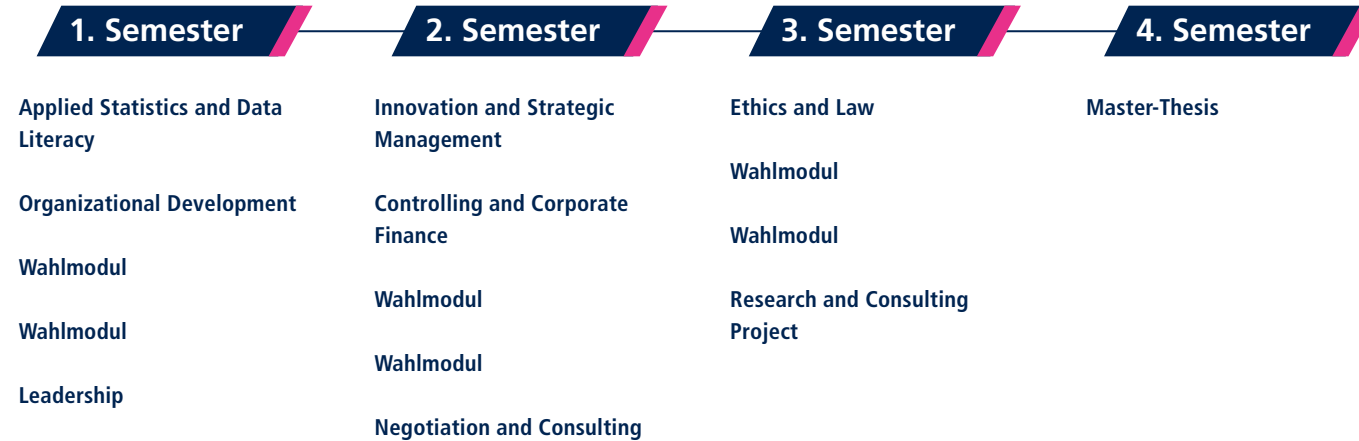 1. Semester
2. Semester
3. Semester
4. Semester
Applied Statistics and Data
Literacy
Organizational Development
Wahlmodul
Wahlmodul
Leadership
Innovation and Strategic
Management
Controlling and Corporate
Finance
Wahlmodul
Wahlmodul
Negotiation and Consulting
Ethics and Law
Wahlmodul
Wahlmodul
Research and Consulting
Project
Master-Thesis